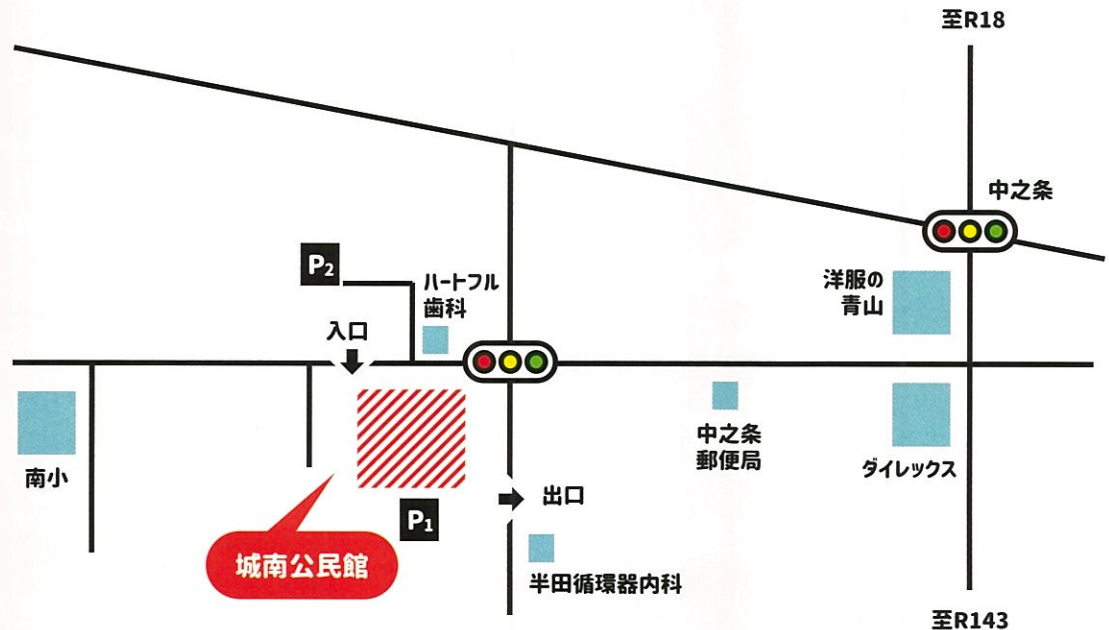 至R18
中之条
P2
ハートフル
歯科
洋服の
青山
入口
中之条
郵便局
ダイレックス
南小
出口
P1
城南公民館
半田循環器内科
至R143